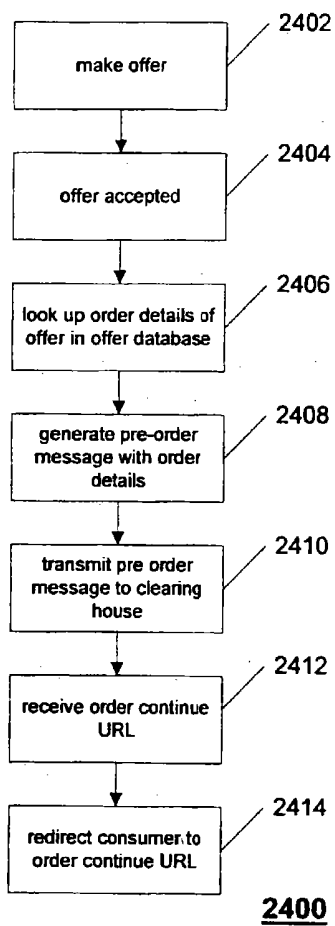 2402
make offer
2404
offer accepted
2406
look up order details of
offer in offer database
2408
generate pre-order
message with order
details
2410
transmit pre order
message to clearing
house
2412
receive order continue
URL
2414
redirect consumer to
order continue URL
2400